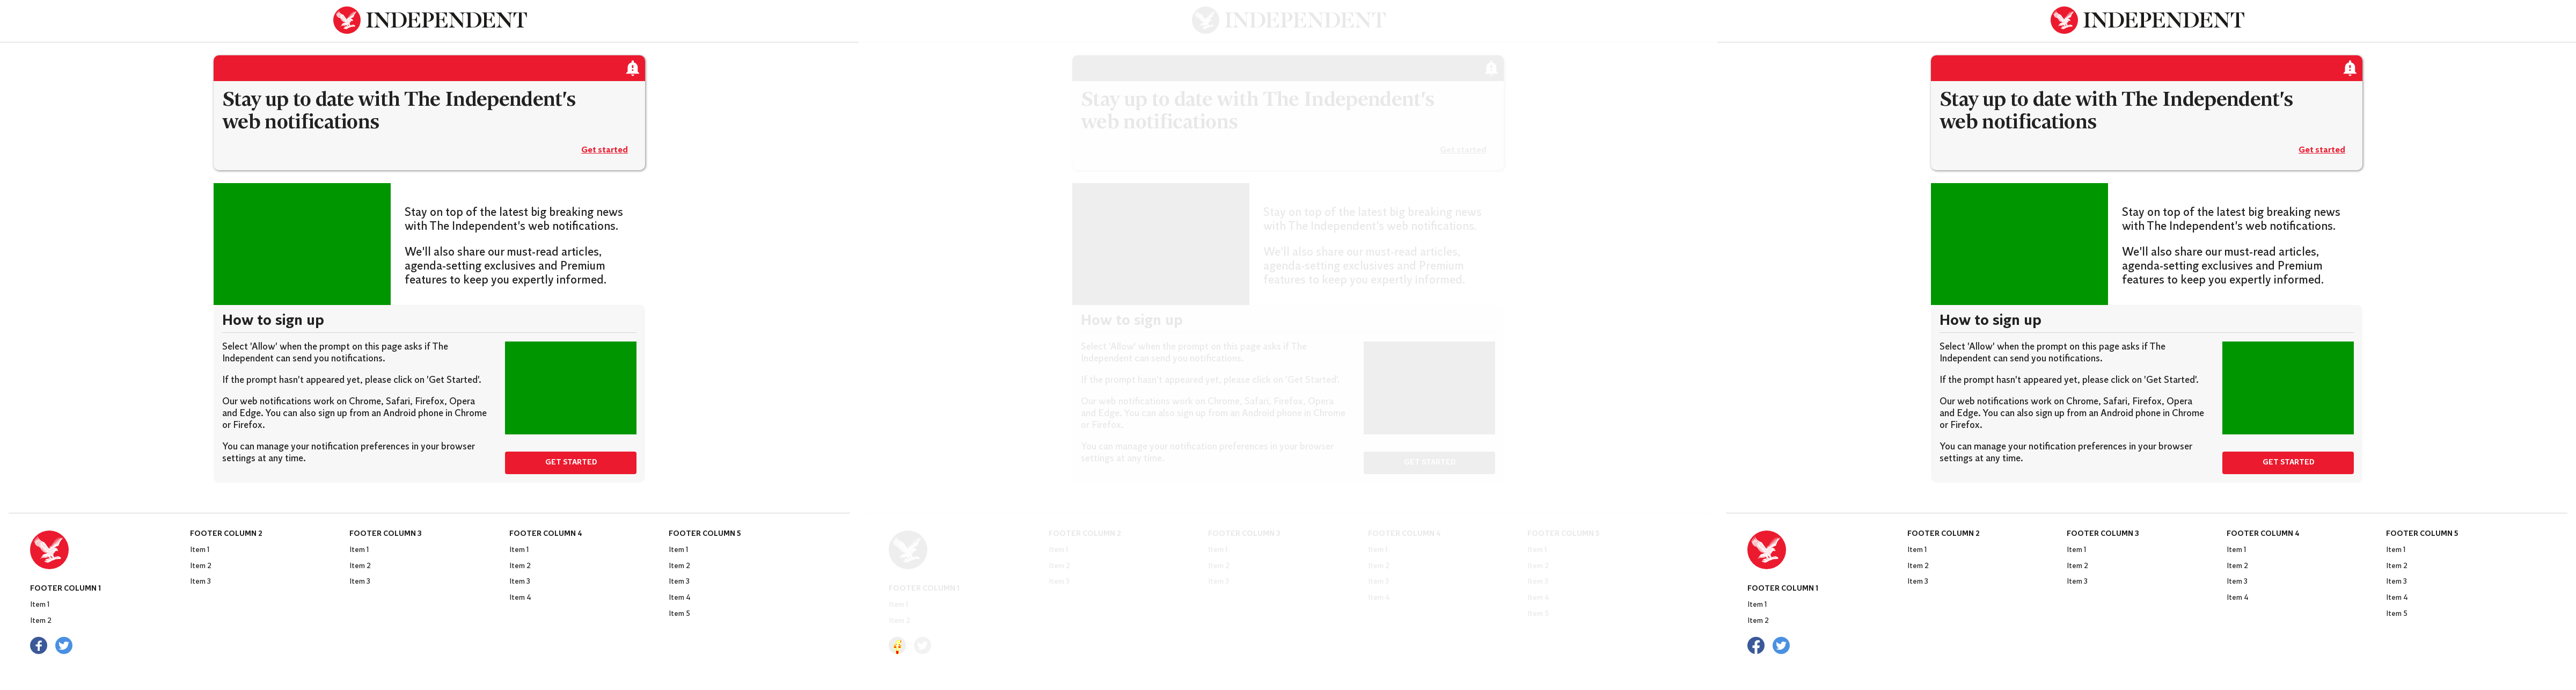 INDEPENDENT
Stay up to date with The Independent's
web notifications
Get started
Stay on top of the latest big breaking news
with The Independent's web notifications.
We'll also share our must-read articles,
agenda-setting exclusives and Premium
features to keep you expertly informed.
How to sign up
Select 'Allow' when the prompt on this page asks if The
Independent can send you notifications.
If the prompt hasn't appeared yet, please click on 'Get Started'.
Our web notifications work on Chrome, Safari, Firefox, Opera
and Edge. You can also sign up from an Android phone in Chrome
or Firefox.
You can manage your notification preferences in your browser
settings at any time.
GET STARTED
FOOTER COLUMN 1
Item 1
Item 2
FOOTER COLUMN 2
Item 1
Item 2
Item 3
FOOTER COLUMN 3
Item 1
Item 2
Item 3
FOOTER COLUMN 4
Item 1
Item 2
Item 3
Item 4
FOOTER COLUMN 5
Item 1
Item 2
Item 3
Item 4
Item 5
INDEPENDENT
Stay up to date with The Independent's
web notifications
Get started
Stay on top of the latest big breaking news
with The Independent's web notifications.
We'll also share our must-read articles,
agenda-setting exclusives and Premium
features to keep you expertly informed.
How to sign up
Select 'Allow' when the prompt on this page asks if The
Independent can send you notifications.
If the prompt hasn't appeared yet, please click on 'Get Started'.
Our web notifications work on Chrome, Safari, Firefox, Opera
and Edge. You can also sign up from an Android phone in Chrome
or Firefox.
You can manage your notification preferences in your browser
settings at any time.
GET STARTED
FOOTER COLUMN 1
Item 1
Item 2
FOOTER COLUMN 2
Item 1
Item 2
Item 3
FOOTER COLUMN 3
Item 1
Item 2
Item 3
FOOTER COLUMN 4
Item 1
Item 2
Item 3
Item 4
FOOTER COLUMN 5
Item 1
Item 2
Item 3
Item 4
Item 5
INDEPENDENT
Stay up to date with The Independent's
web notifications
Get started
Stay on top of the latest big breaking news
with The Independent's web notifications.
We'll also share our must-read articles,
agenda-setting exclusives and Premium
features to keep you expertly informed.
How to sign up
Select 'Allow' when the prompt on this page asks if The
Independent can send you notifications.
If the prompt hasn't appeared yet, please click on 'Get Started'.
Our web notifications work on Chrome, Safari, Firefox, Opera
and Edge. You can also sign up from an Android phone in Chrome
or Firefox.
You can manage your notification preferences in your browser
settings at any time.
GET STARTED
FOOTER COLUMN 1
Item 1
Item 2
FOOTER COLUMN 2
Item 1
Item 2
Item 3
FOOTER COLUMN 3
Item 1
Item 2
Item 3
FOOTER COLUMN 4
Item 1
Item 2
Item 3
Item 4
FOOTER COLUMN 5
Item 1
Item 2
Item 3
Item 4
Item 5